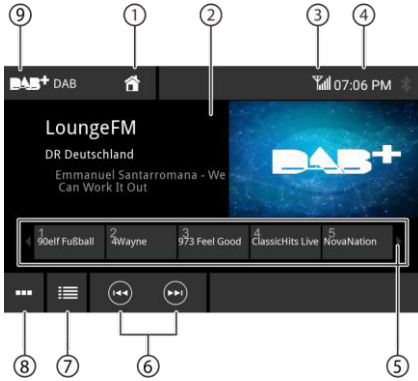 ⑨ ① ② ③ ④
DAB+ DAB 07:06 PM
LoungeFM
DR Deutschland
Emmanuel Santarromana - We
Can Work It Out
DAB+
1 2 3 4 5
90elf Fußball 4Wayne 973 Feel Good ClassicHits Live NovaNation
⑧ ⑦ ⑥ ⑤